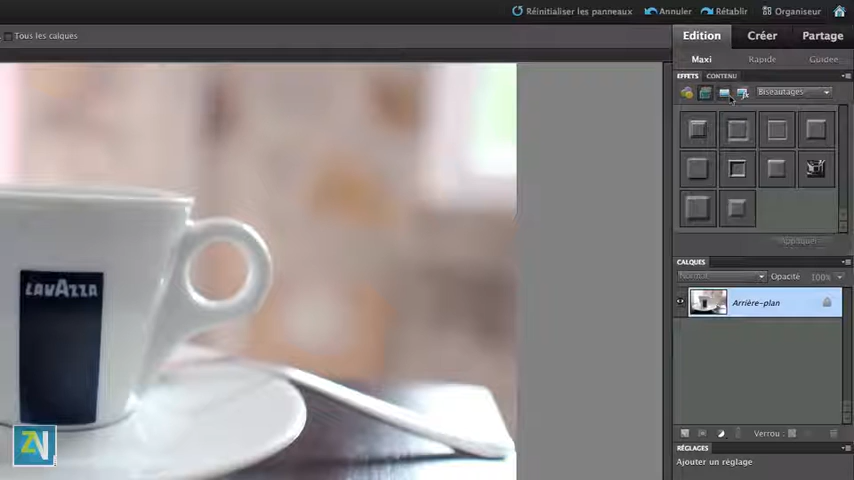 Réinitialiser les panneaux
Annuler
Rétablir
Organiseur
Tous les calques
Edition
Créer
Partage
Maxi
Rapide
Guidée
EFFETS
CONTENU
Biseautages
Appliquer
CALQUES
Normal
Opacité
100%
LAVAZZA
Arrière-plan
Verrou :
RÉGLAGES
Ajouter un réglage
ZN